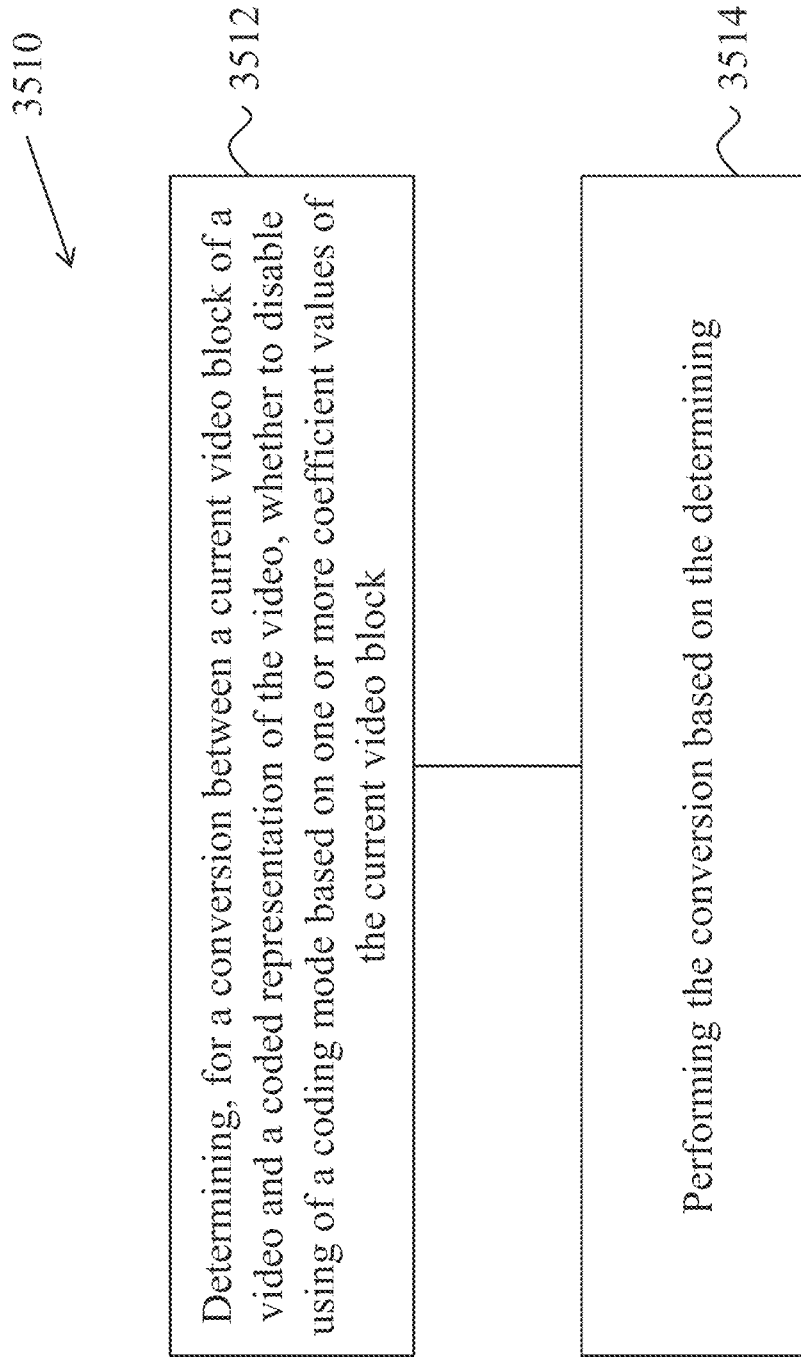 3510
Determining, for a conversion between a current video block of a
video and a coded representation of the video, whether to disable
using of a coding mode based on one or more coefficient values of
the current video block
3512
Performing the conversion based on the determining
3514